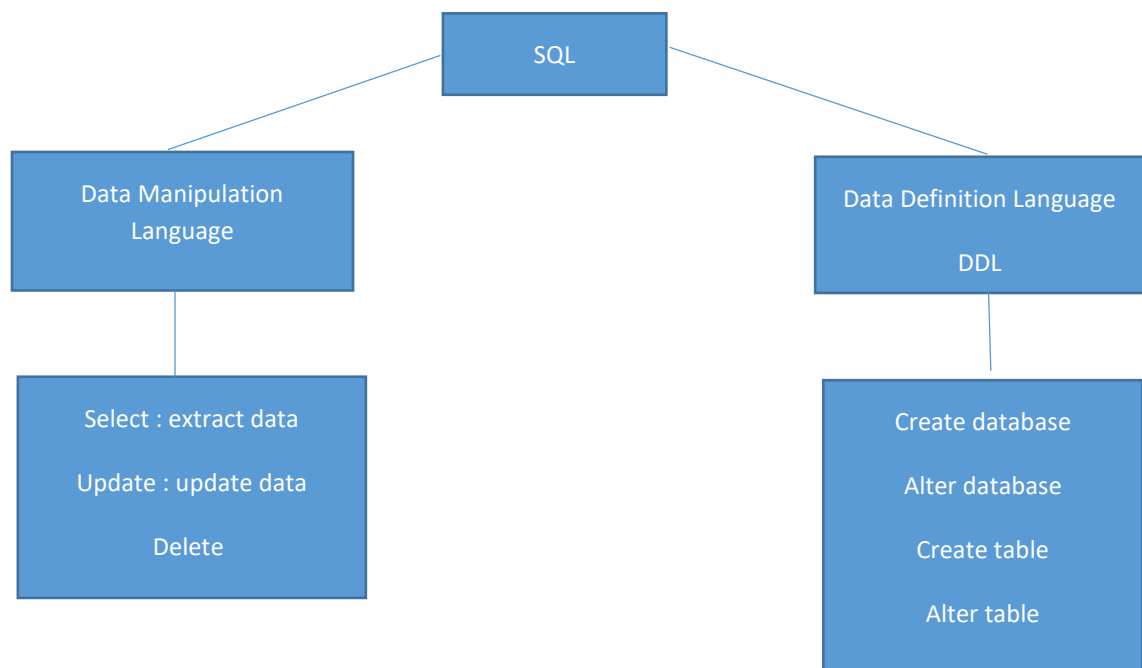 SQL
Data Manipulation
Language
Data Definition Language
DDL
Select : extract data
Update : update data
Delete
Create database
Alter database
Create table
Alter table